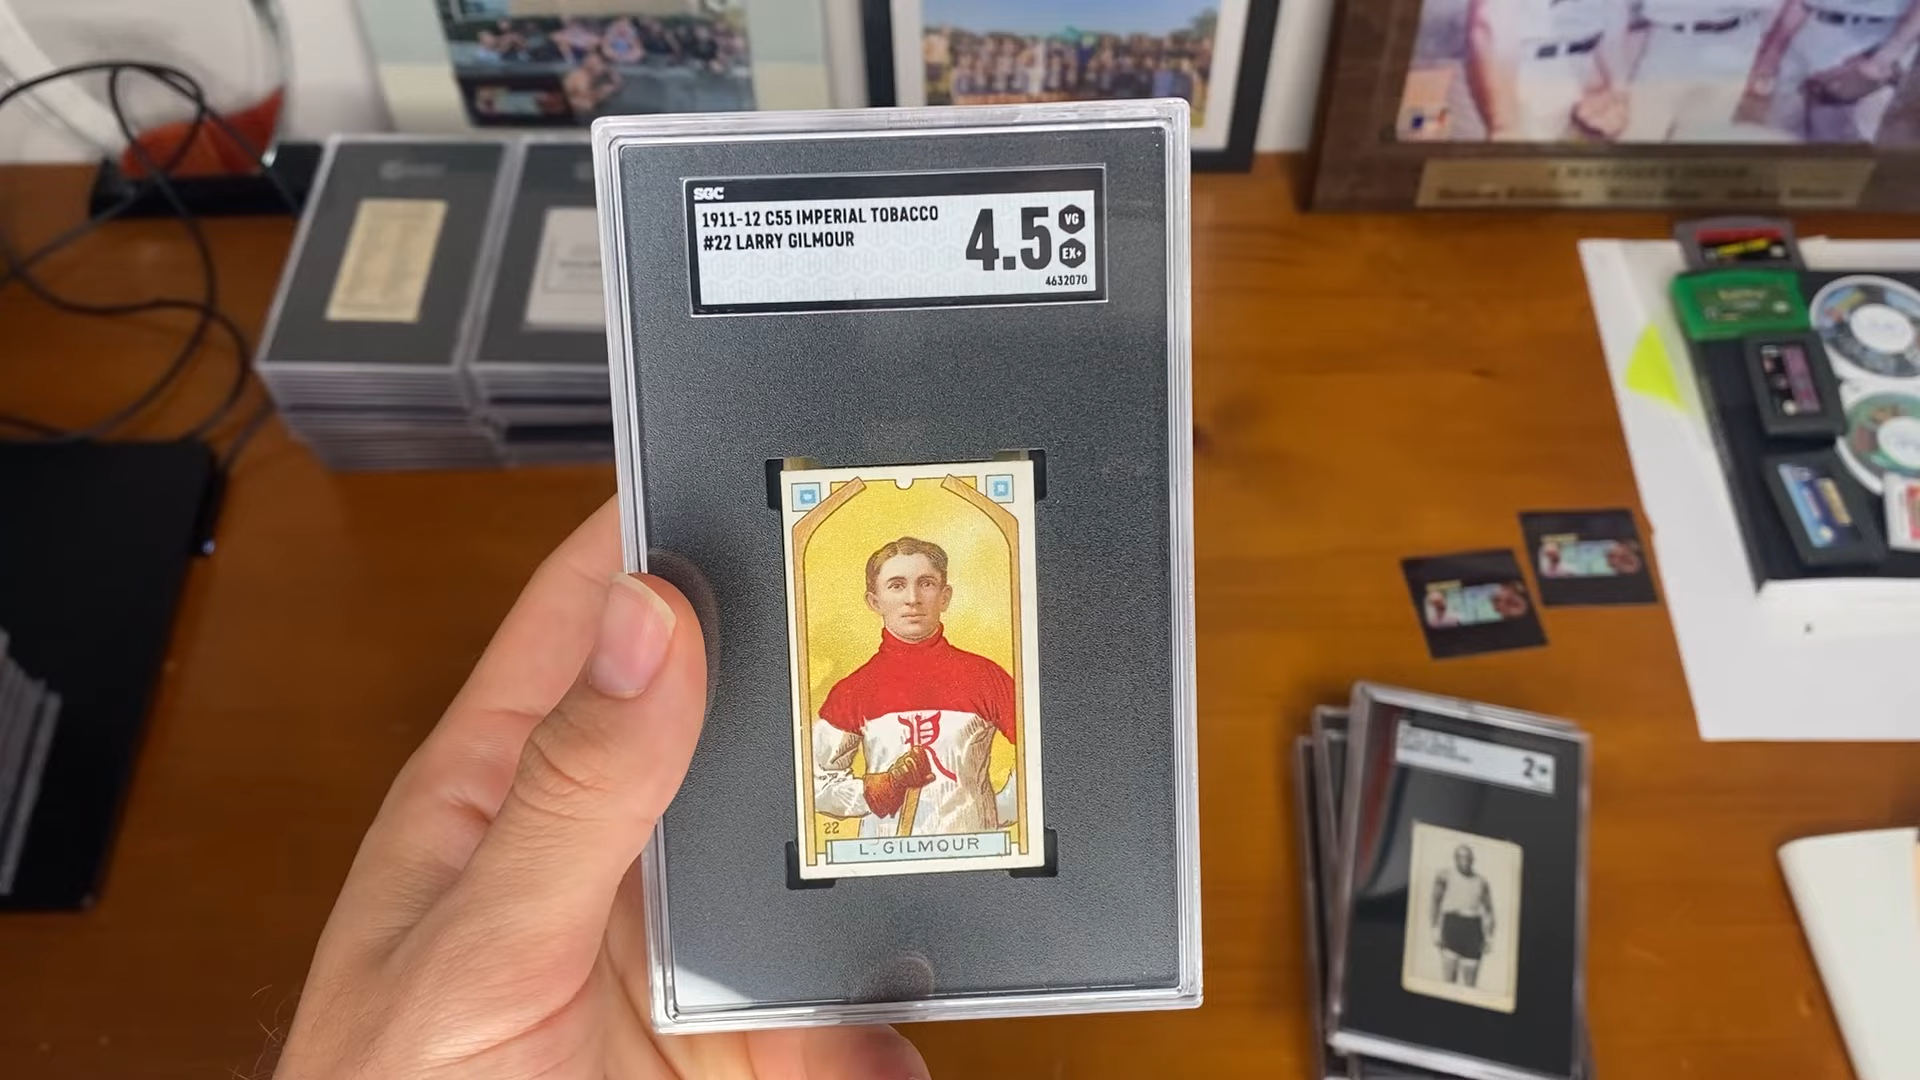 SGC
1911-12 C55 IMPERIAL TOBACCO
#22 LARRY GILMOUR
4.5
VG
EX+
4632070
R
22
L. GILMOUR
2